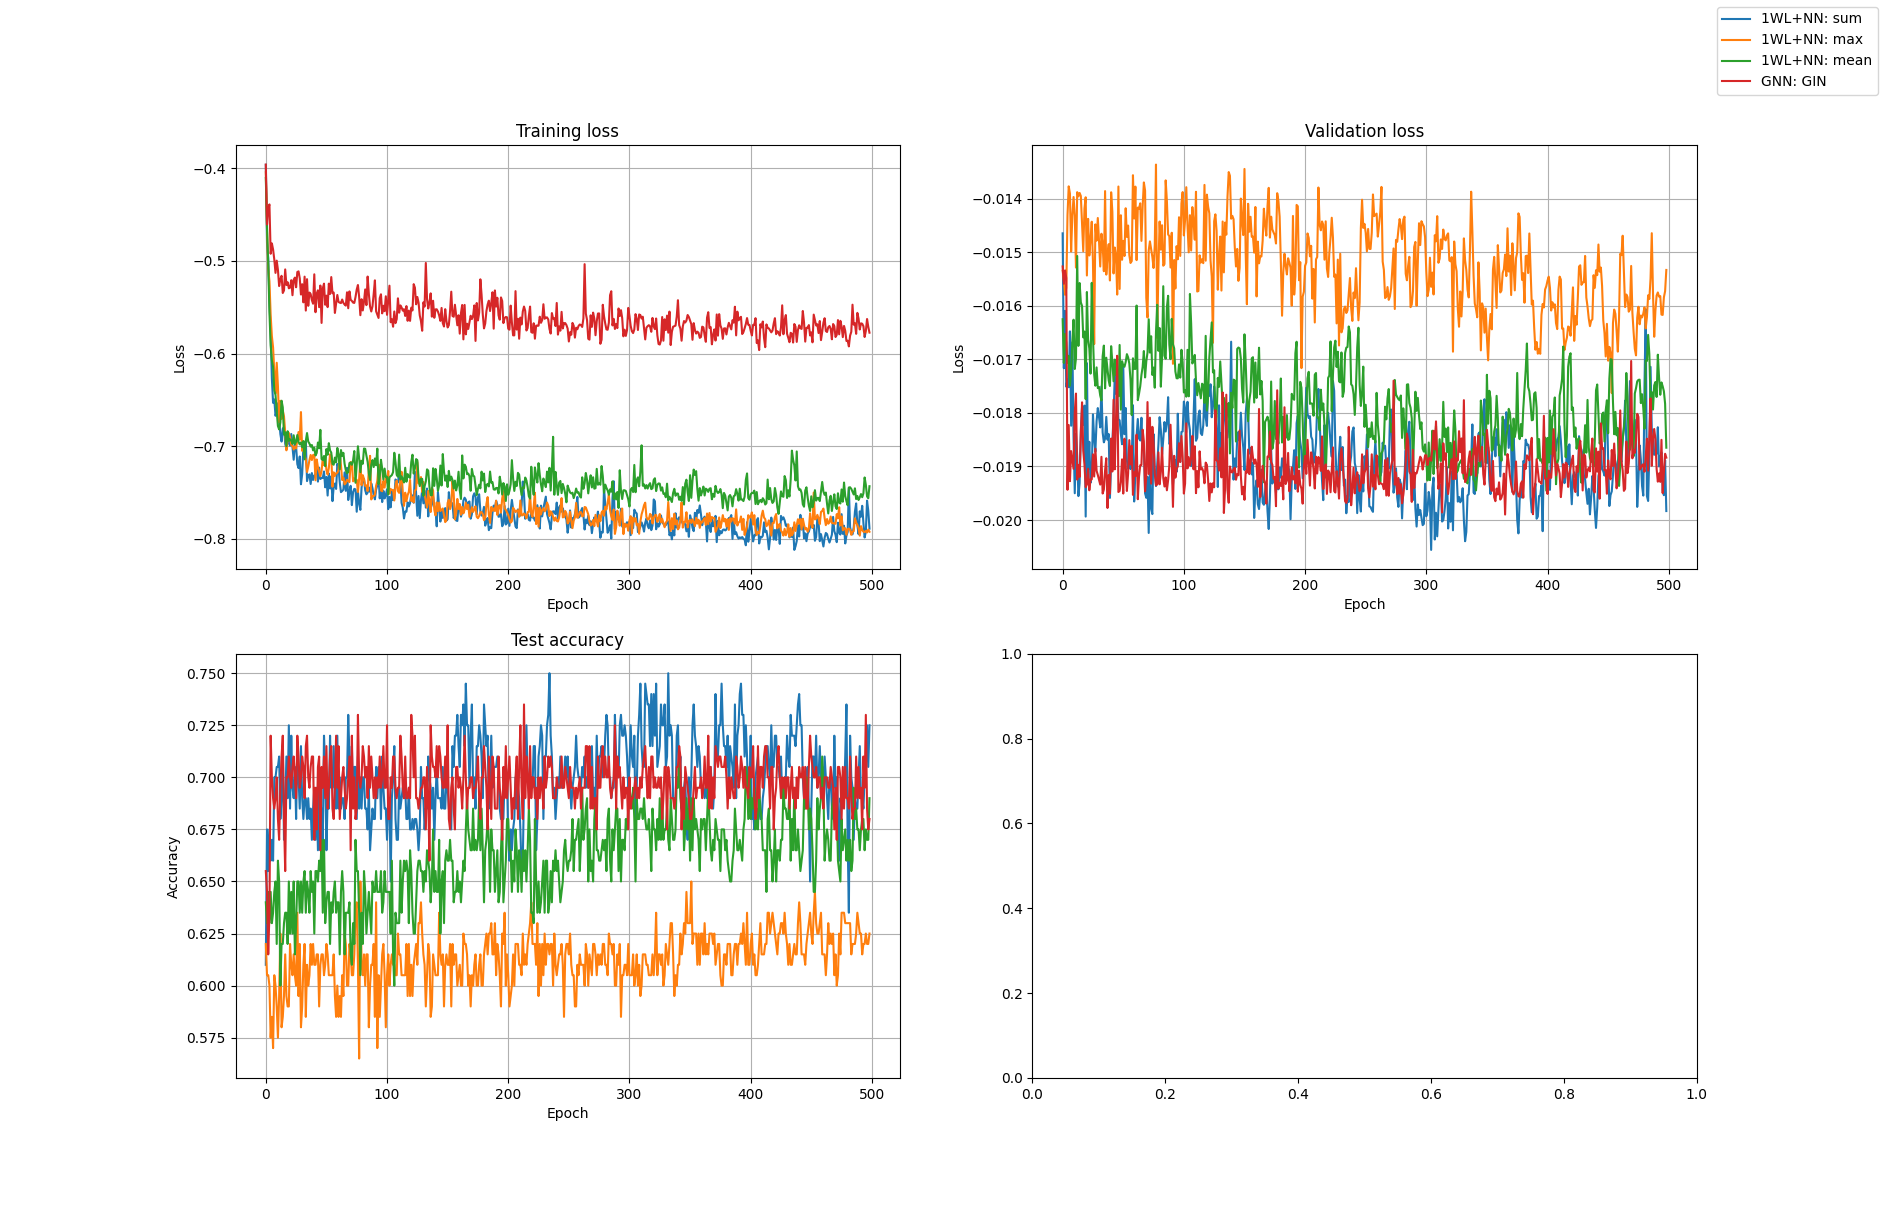 1WL+NN: sum
1WL+NN: max
1WL+NN: mean
GNN: GIN
Training loss
−0.4
−0.5
−0.6
−0.7
−0.8
Loss
0 100 200 300 400 500
Epoch
Validation loss
−0.014
−0.015
−0.016
−0.017
−0.018
−0.019
−0.020
Loss
0 100 200 300 400 500
Epoch
Test accuracy
0.750
0.725
0.700
0.675
0.650
0.625
0.600
0.575
Accuracy
0 100 200 300 400 500
Epoch
1.0
0.8
0.6
0.4
0.2
0.0
0.0 0.2 0.4 0.6 0.8 1.0